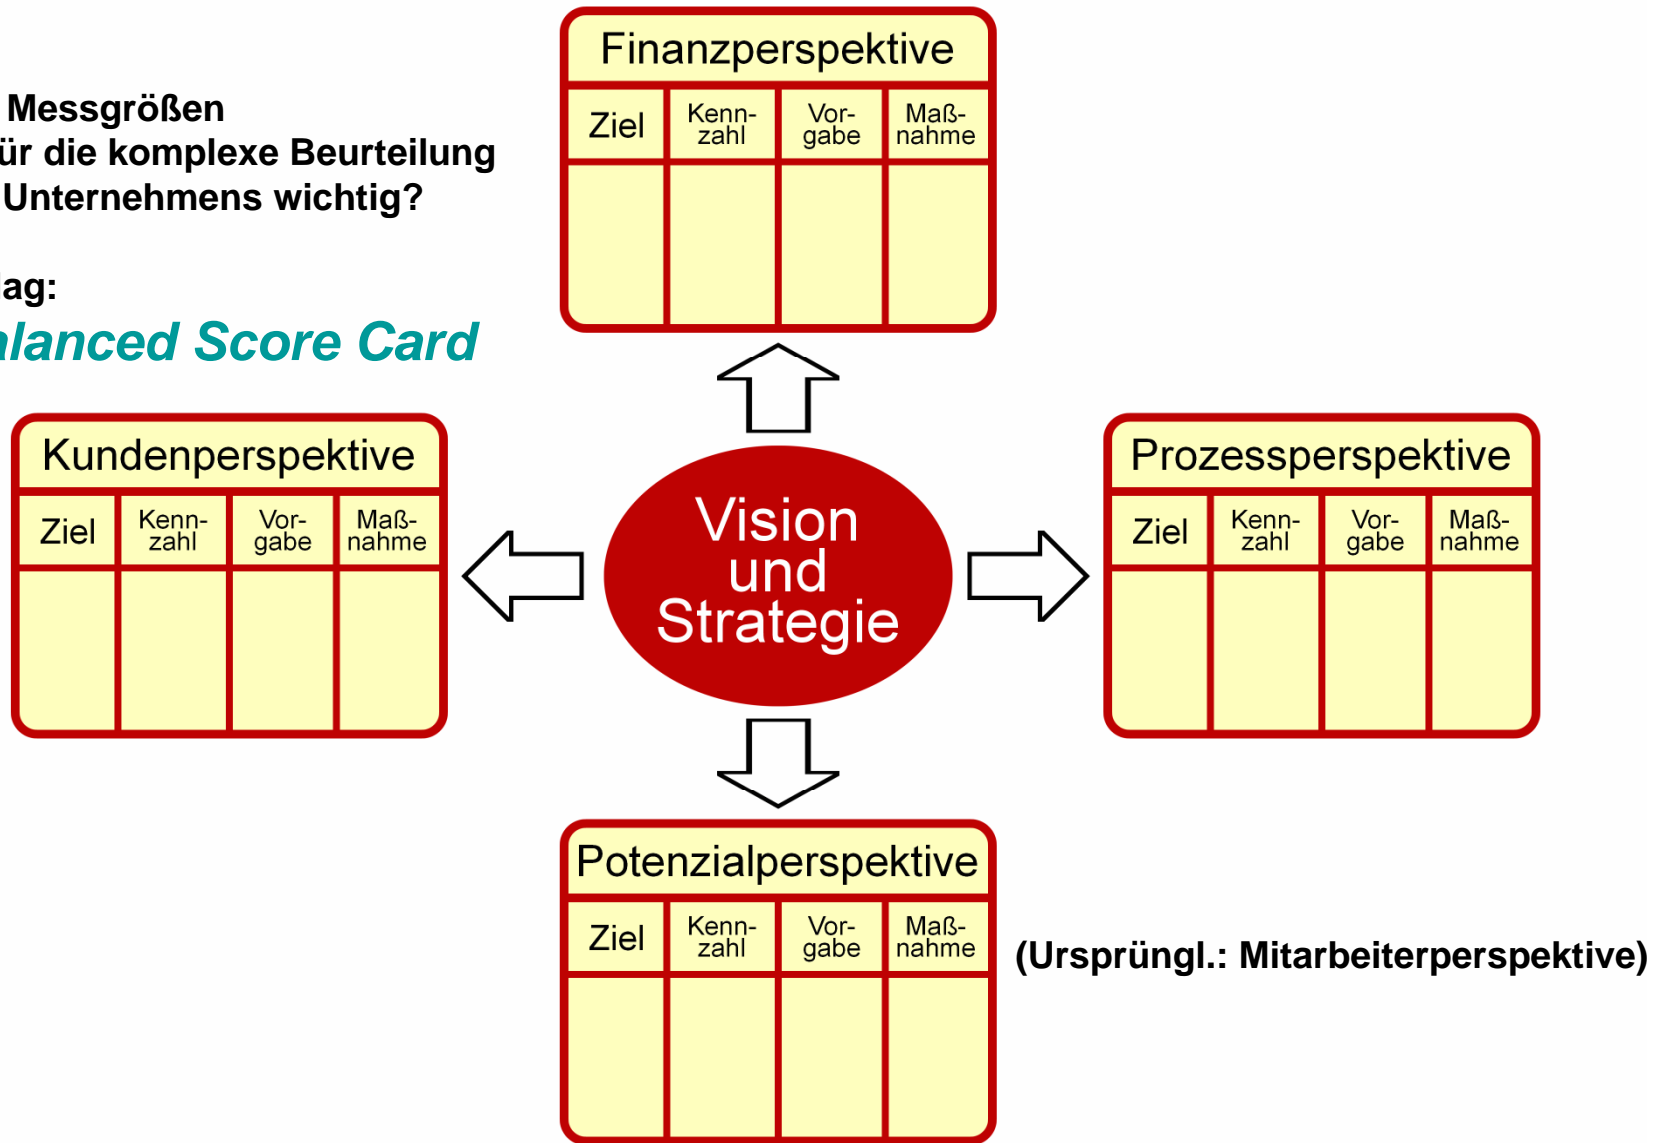 Messgrößen
ür die komplexe Beurteilung
Unternehmens wichtig?
lag:
alanced Score Card
Finanzperspektive
Ziel Kenn- Vor- Maß-
zahl gabe nahme
Kundenperspektive
Ziel Kenn- Vor- Maß-
zahl gabe nahme
Vision
und
Strategie
Prozessperspektive
Ziel Kenn- Vor- Maß-
zahl gabe nahme
Potenzialperspektive
Ziel Kenn- Vor- Maß-
zahl gabe nahme
(Ursprüngl.: Mitarbeiterperspektive)